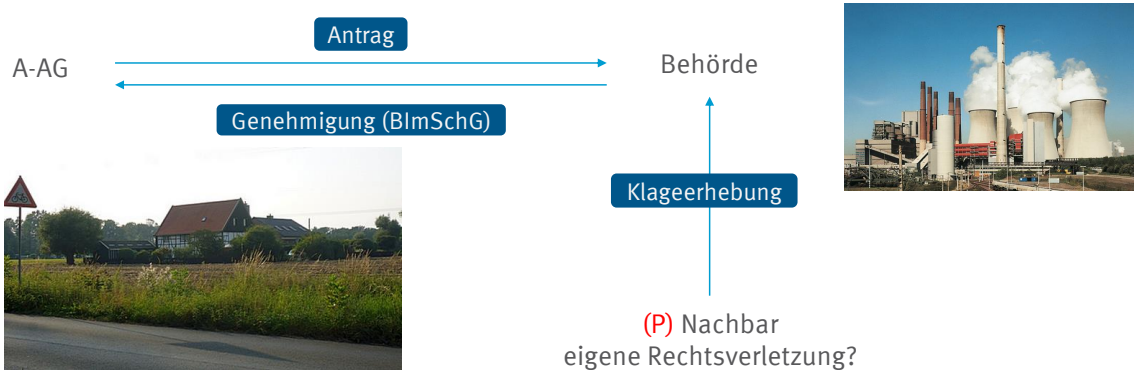 Antrag
A-AG
Behörde
Genehmigung (BImSchG)
Klageerhebung
(P) Nachbar
eigene Rechtsverletzung?